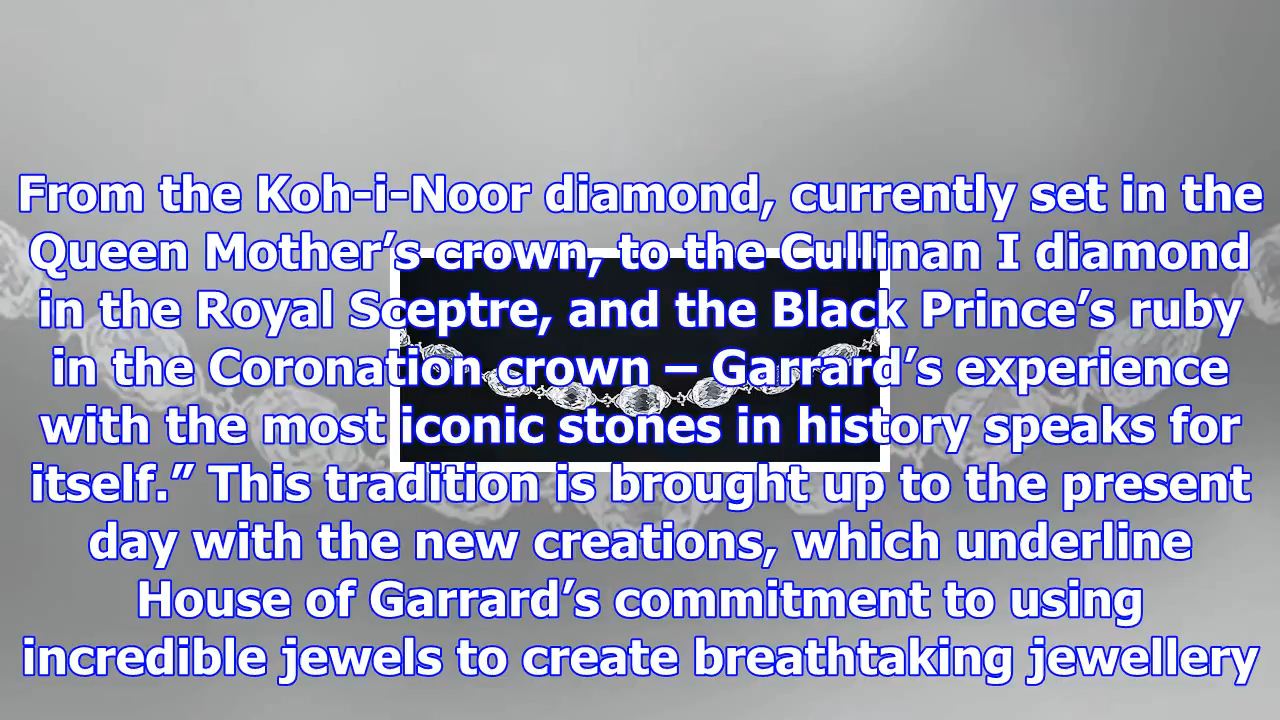 From the Koh-i-Noor diamond, currently set in the
Queen Mother’s crown, to the Cullinan I diamond
in the Royal Sceptre, and the Black Prince’s ruby
in the Coronation crown – Garrard’s experience
with the most iconic stones in history speaks for
itself.” This tradition is brought up to the present
day with the new creations, which underline
House of Garrard’s commitment to using
incredible jewels to create breathtaking jewellery